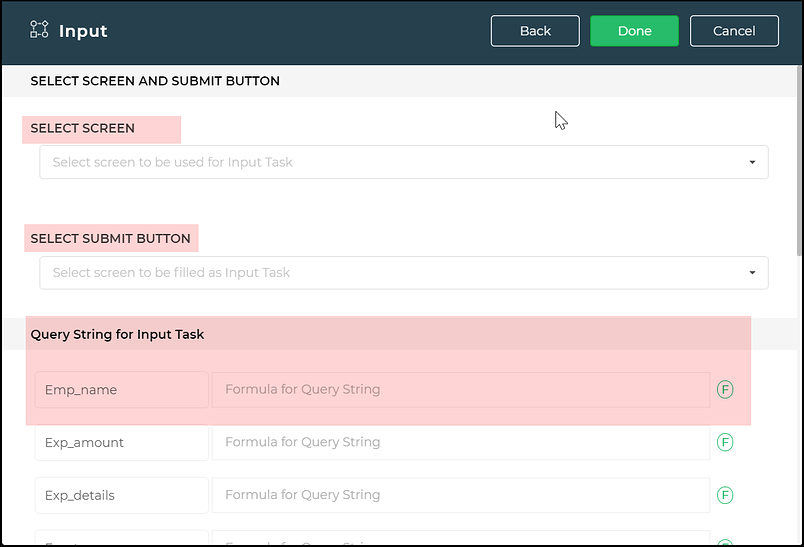 Input
Back
Done
Cancel
SELECT SCREEN AND SUBMIT BUTTON
SELECT SCREEN
Select screen to be used for Input Task
SELECT SUBMIT BUTTON
Select screen to be filled as Input Task
Query String for Input Task
Emp_name
Formula for Query String
F
Exp_amount
Formula for Query String
F
Exp_details
Formula for Query String
F